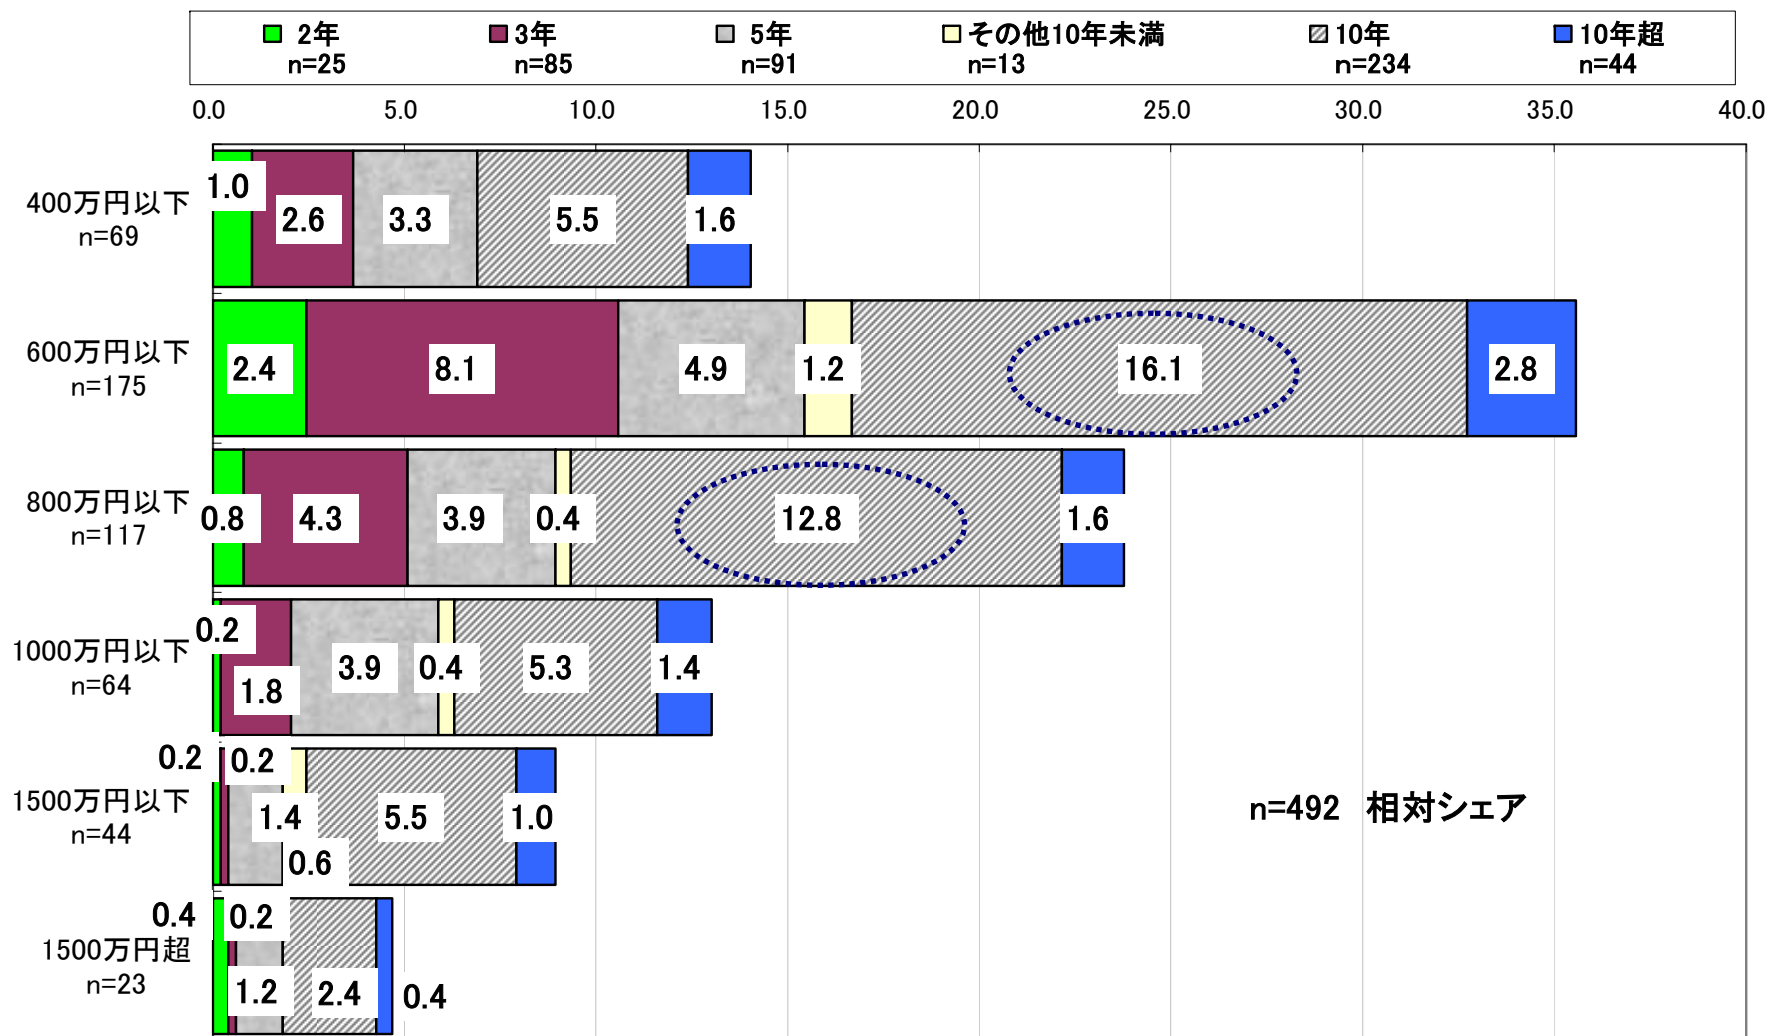 2年 3年 5年 その他10年未満 10年 10年超
n=25 n=85 n=91 n=13 n=234 n=44
0.0 5.0 10.0 15.0 20.0 25.0 30.0 35.0 40.0
400万円以下
n=69
1.0 2.6 3.3 5.5 1.6
600万円以下
n=175
2.4 8.1 4.9 1.2 16.1 2.8
800万円以下
n=117
0.8 4.3 3.9 0.4 12.8 1.6
1000万円以下
n=64
0.2 1.8 3.9 0.4 5.3 1.4
1500万円以下
n=44
0.2 0.2 1.4 0.6 5.5 1.0
n=492 相対シェア
1500万円超
n=23
0.4 0.2 1.2 2.4 0.4